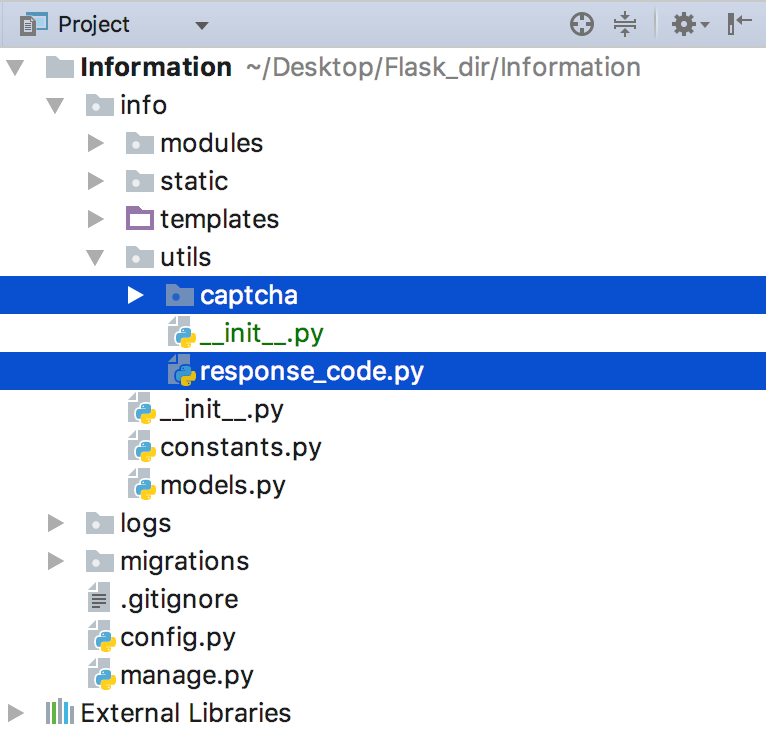 Project
Information ~/Desktop/Flask_dir/Information
info
modules
static
templates
utils
captcha
__init__.py
response_code.py
__init__.py
constants.py
models.py
logs
migrations
.gitignore
config.py
manage.py
External Libraries